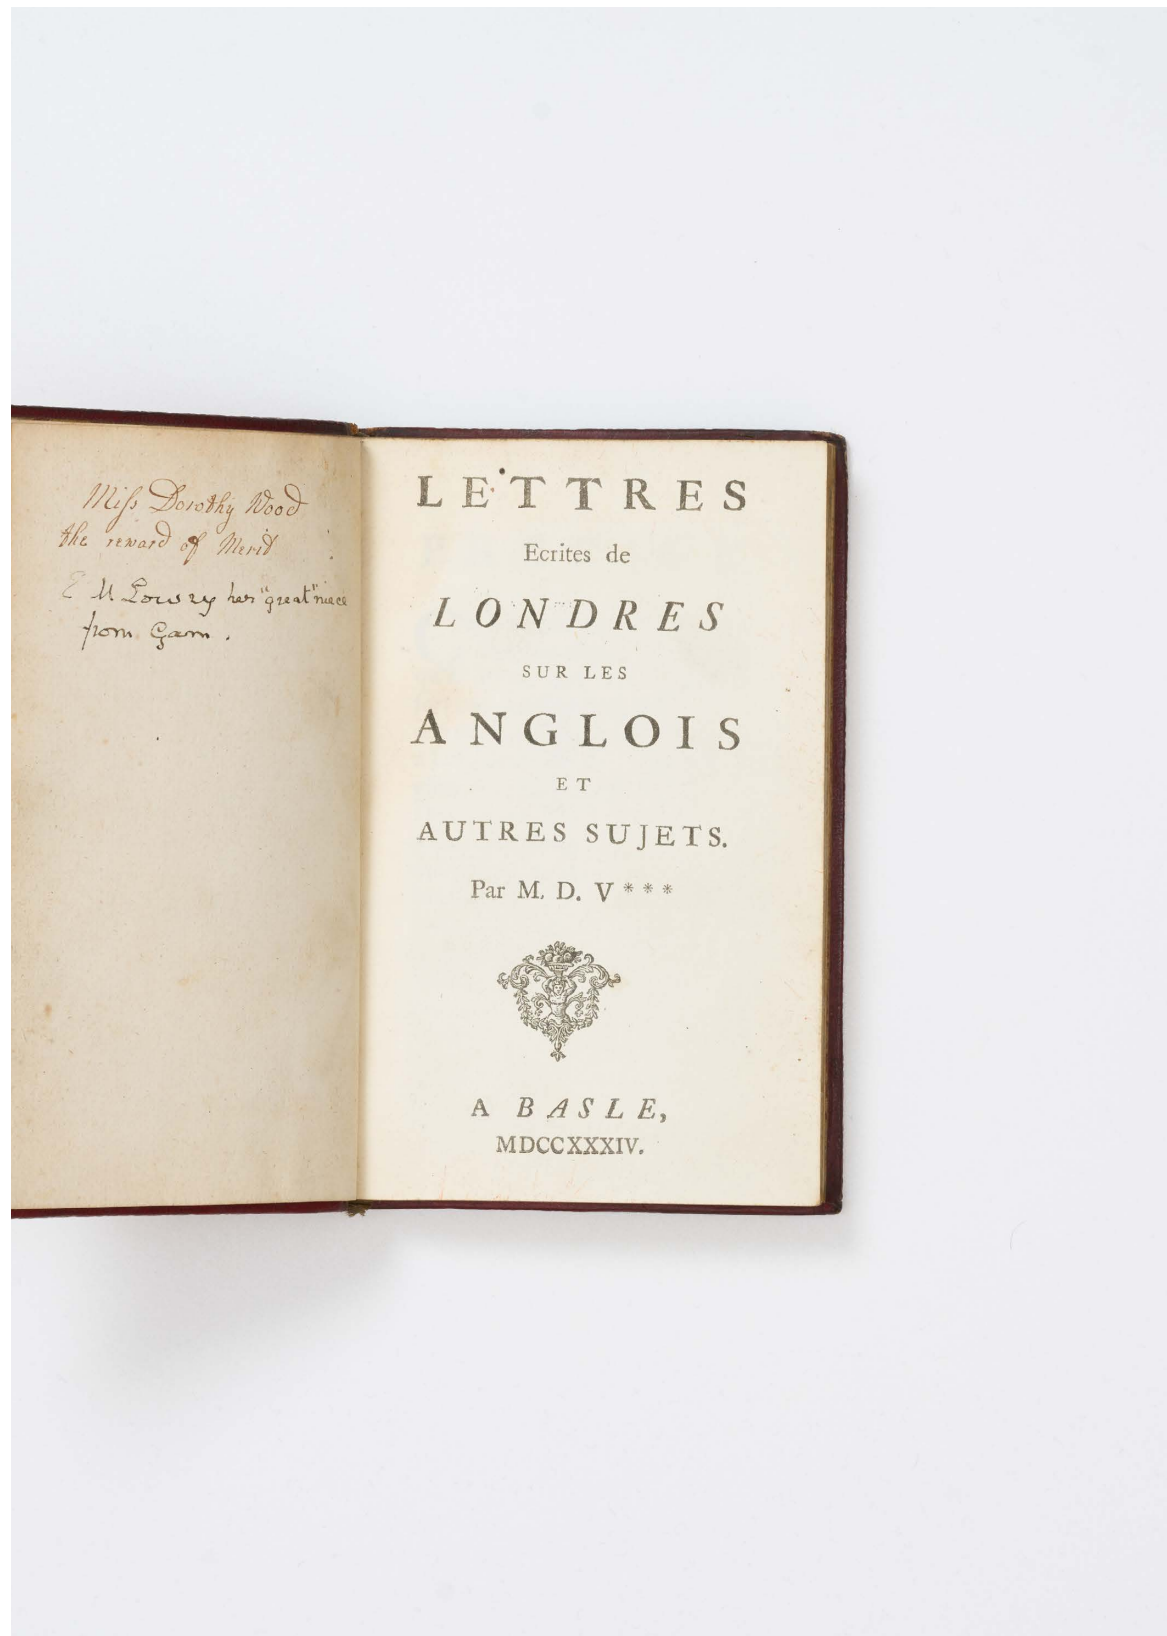 Miſs Dorothy Wood
the reward of Merit
E M Lowry her "great" niece
from Gam .
LETTRES
Ecrites de
LONDRES
SUR LES
ANGLOIS
ET
AUTRES SUJETS.
Par M. D. V***
A BASLE,
MDCCXXXIV.